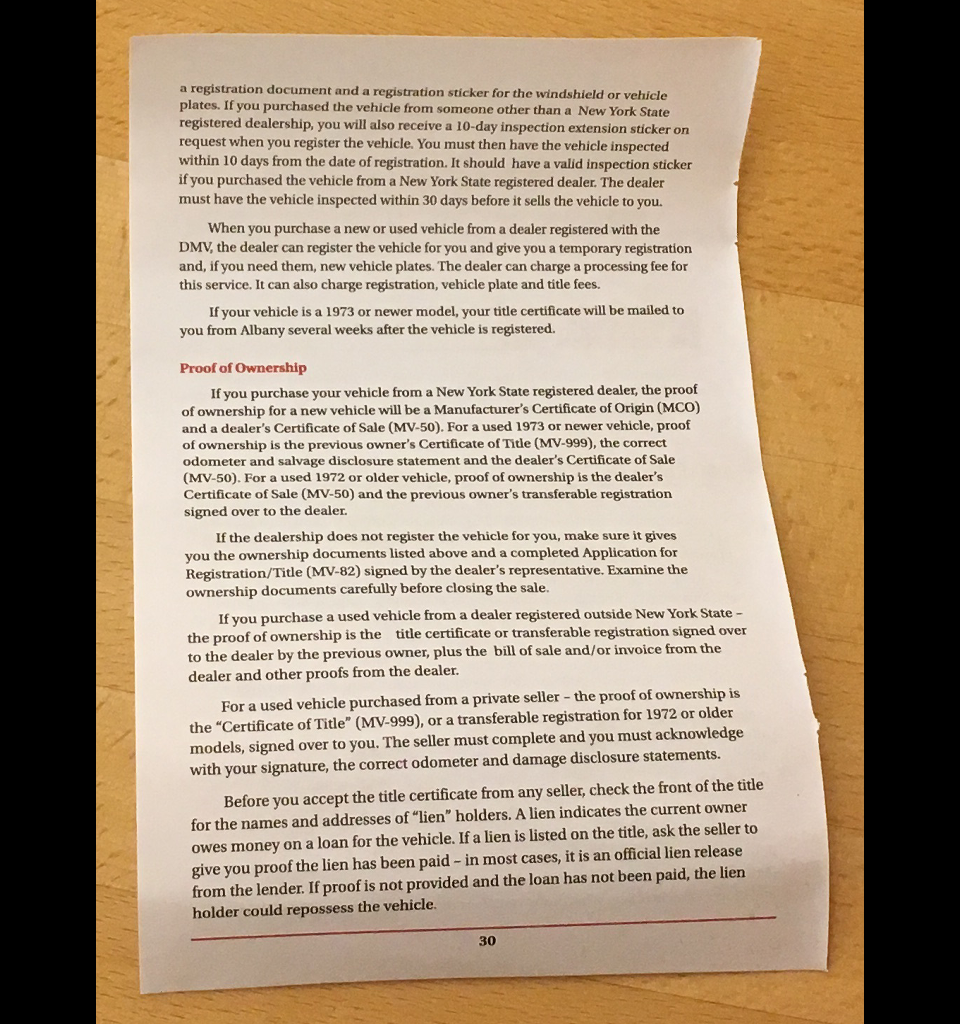 a registration document and a registration sticker for the windshield or vehicle
plates. If you purchased the vehicle from someone other than a New York State
registered dealership, you will also receive a 10-day inspection extension sticker on
request when you register the vehicle. You must then have the vehicle inspected
within 10 days from the date of registration. It should have a valid inspection sticker
if you purchased the vehicle from a New York State registered dealer. The dealer
must have the vehicle inspected within 30 days before it sells the vehicle to you.
When you purchase a new or used vehicle from a dealer registered with the
DMV, the dealer can register the vehicle for you and give you a temporary registration
and, if you need them, new vehicle plates. The dealer can charge a processing fee for
this service. It can also charge registration, vehicle plate and title fees.
If your vehicle is a 1973 or newer model, your title certificate will be mailed to
you from Albany several weeks after the vehicle is registered.
Proof of Ownership
If you purchase your vehicle from a New York State registered dealer, the proof
of ownership for a new vehicle will be a Manufacturer's Certificate of Origin (MCO)
and a dealer's Certificate of Sale (MV-50). For a used 1973 or newer vehicle, proof
of ownership is the previous owner's Certificate of Title (MV-999), the correct
odometer and salvage disclosure statement and the dealer's Certificate of Sale
(MV-50). For a used 1972 or older vehicle, proof of ownership is the dealer's
Certificate of Sale (MV-50) and the previous owner's transferable registration
signed over to the dealer.
If the dealership does not register the vehicle for you, make sure it gives
you the ownership documents listed above and a completed Application for
Registration/Title (MV-82) signed by the dealer's representative. Examine the
ownership documents carefully before closing the sale.
If you purchase a used vehicle from a dealer registered outside New York State –
the proof of ownership is the title certificate or transferable registration signed over
to the dealer by the previous owner, plus the bill of sale and/or invoice from the
dealer and other proofs from the dealer.
For a used vehicle purchased from a private seller – the proof of ownership is
the "Certificate of Title" (MV-999), or a transferable registration for 1972 or older
models, signed over to you. The seller must complete and you must acknowledge
with your signature, the correct odometer and damage disclosure statements.
Before you accept the title certificate from any seller, check the front of the title
for the names and addresses of "lien" holders. A lien indicates the current owner
owes money on a loan for the vehicle. If a lien is listed on the title, ask the seller to
give you proof the lien has been paid – in most cases, it is an official lien release
from the lender. If proof is not provided and the loan has not been paid, the lien
holder could repossess the vehicle.
30